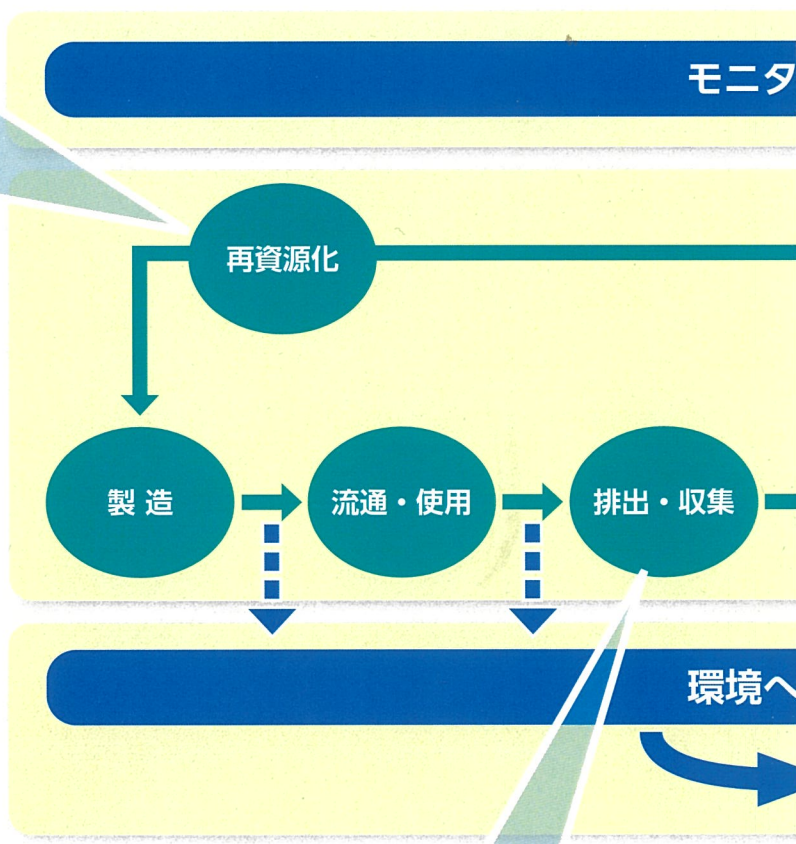 モニタ
再資源化
製 造
流通・使用
排出・収集
環境へ